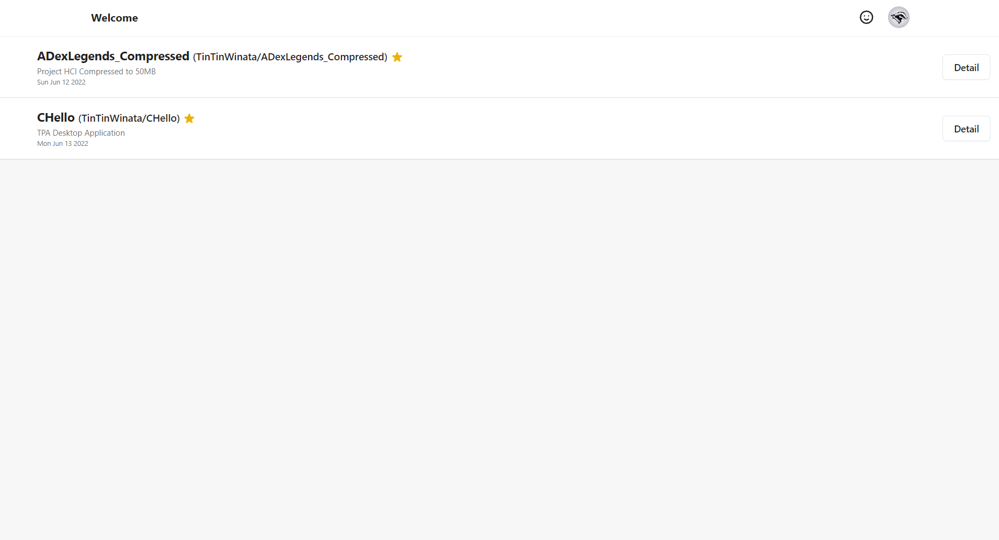 Welcome
ADexLegends_Compressed (TinTinWinata/ADexLegends_Compressed)
Project HCI Compressed to 50MB
Sun Jun 12 2022
Detail
CHello (TinTinWinata/CHello)
TPA Desktop Application
Mon Jun 13 2022
Detail